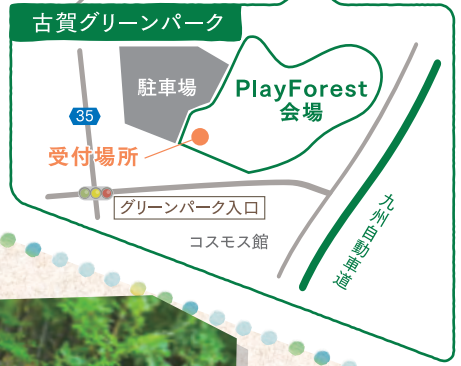 古賀グリーンパーク
駐車場
PlayForest
会場
35
受付場所
グリーンパーク入口
コスモス館
九州自動車道